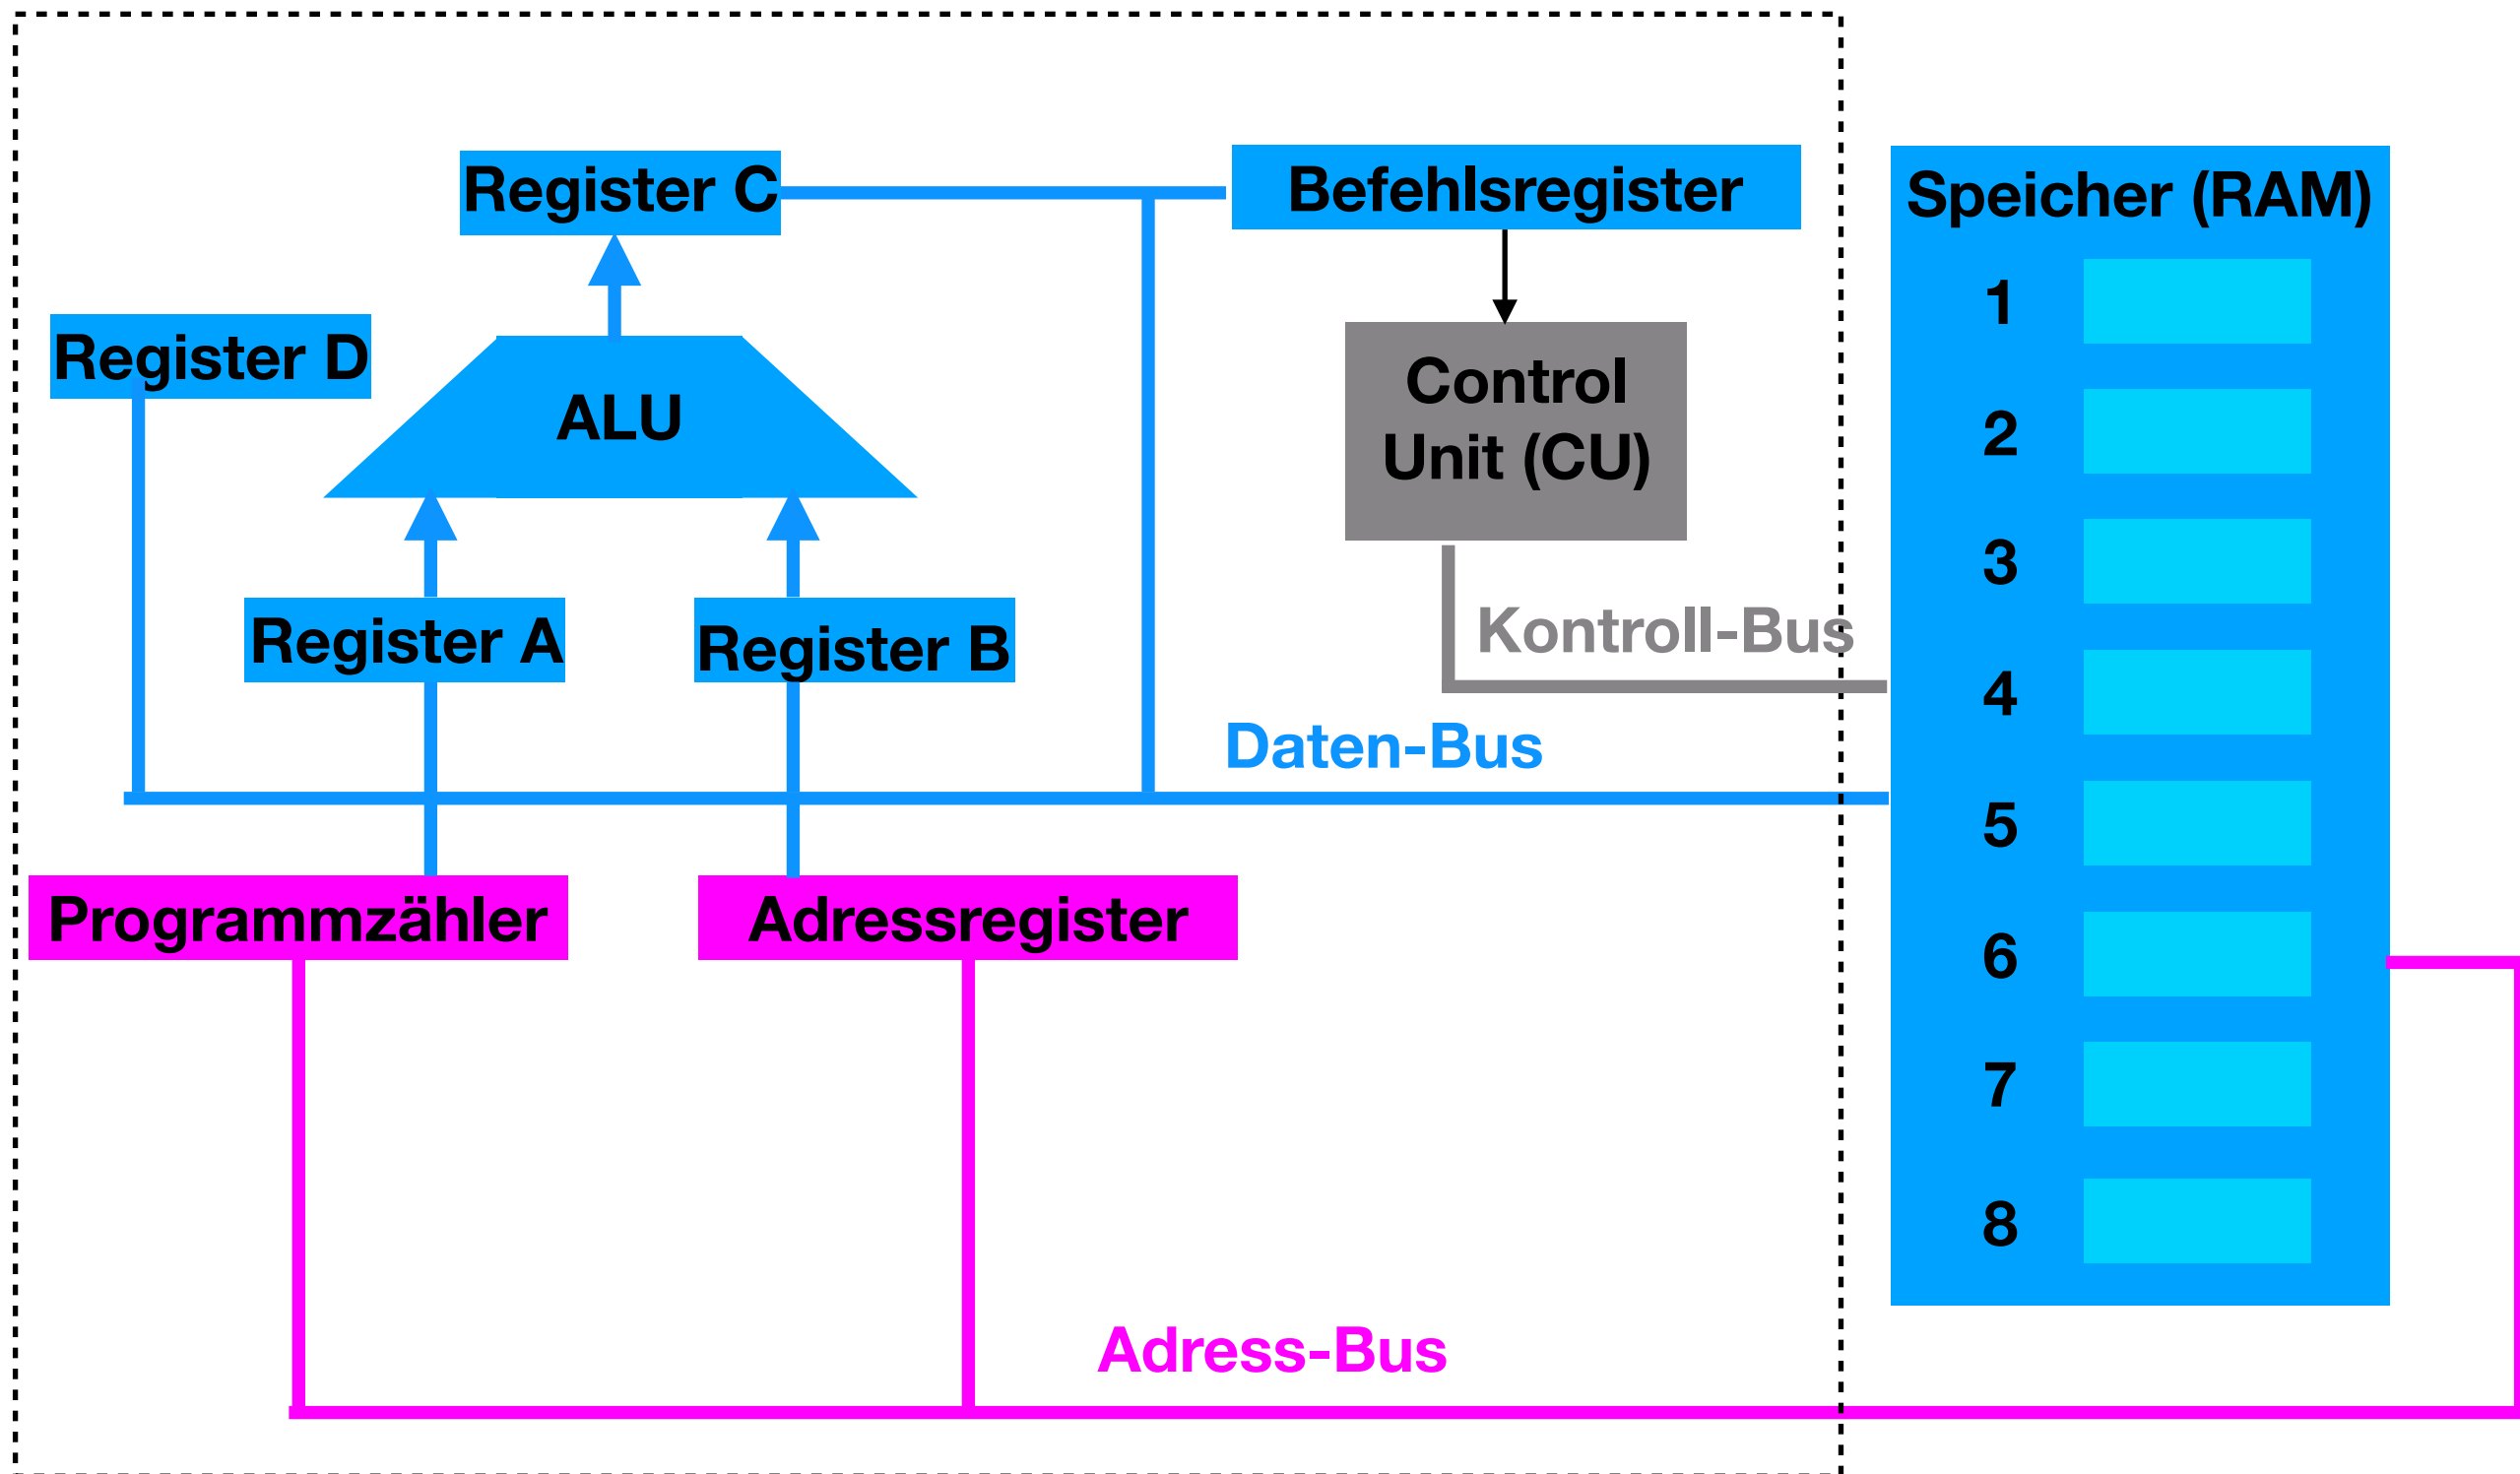 Register C
Befehlsregister
Speicher (RAM)
1
Register D
ALU
Control
Unit (CU)
2
3
Register A
Register B
Kontroll-Bus
4
Daten-Bus
5
Programmzähler
Adressregister
6
7
8
Adress-Bus